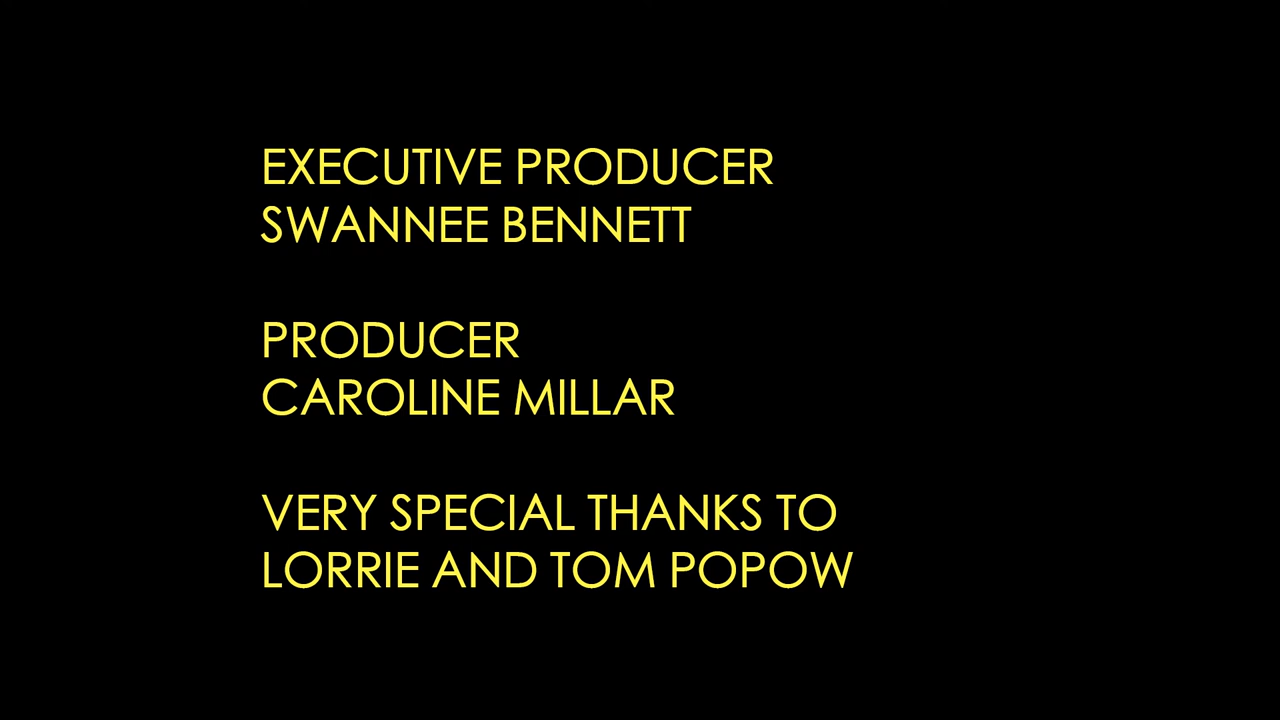 EXECUTIVE PRODUCER
SWANNEE BENNETT
PRODUCER
CAROLINE MILLAR
VERY SPECIAL THANKS TO
LORRIE AND TOM POPOW